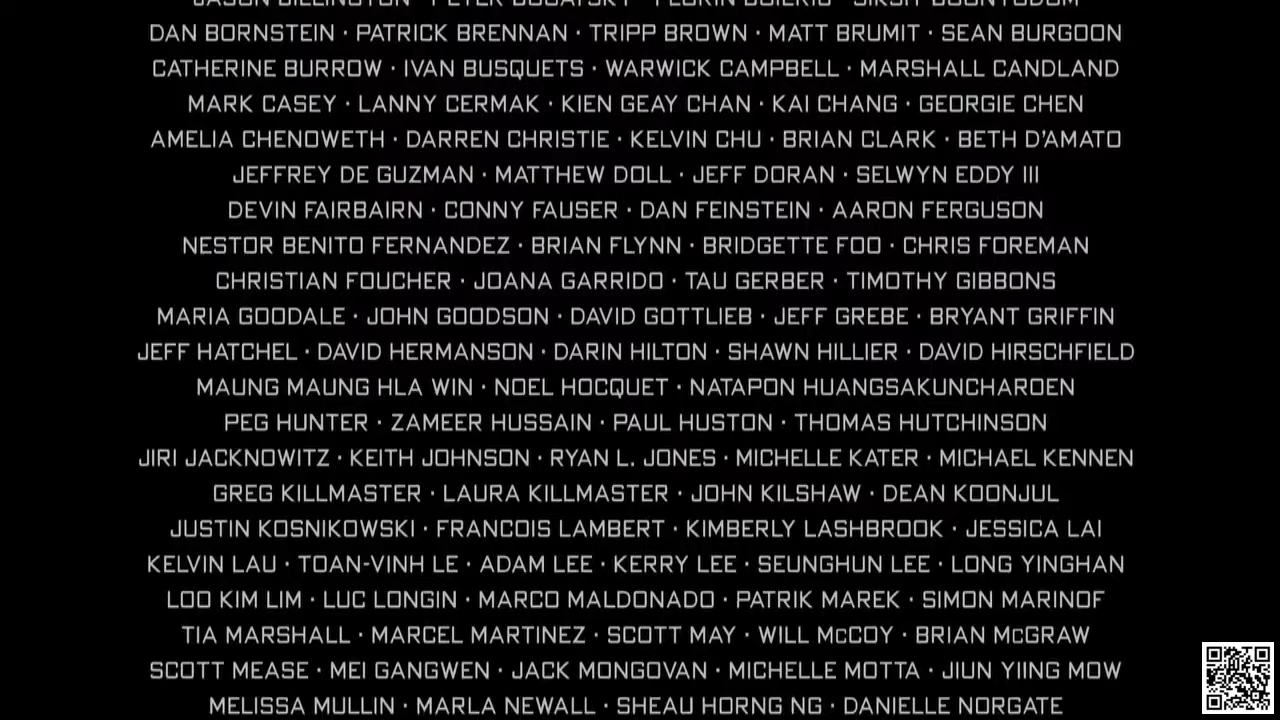 DAN BORNSTEIN · PATRICK BRENNAN · TRIPP BROWN · MATT BRUMIT · SEAN BURGOON
CATHERINE BURROW · IVAN BUSQUETS · WARWICK CAMPBELL · MARSHALL CANDLAND
MARK CASEY · LANNY CERMAK · KIEN GEAY CHAN · KAI CHANG · GEORGIE CHEN
AMELIA CHENOWETH · DARREN CHRISTIE · KELVIN CHU · BRIAN CLARK · BETH D'AMATO
JEFFREY DE GUZMAN · MATTHEW DOLL · JEFF DORAN · SELWYN EDDY III
DEVIN FAIRBAIRN · CONNY FAUSER · DAN FEINSTEIN · AARON FERGUSON
NESTOR BENITO FERNANDEZ · BRIAN FLYNN · BRIDGETTE FOO · CHRIS FOREMAN
CHRISTIAN FOUCHER · JOANA GARRIDO · TAU GERBER · TIMOTHY GIBBONS
MARIA GOODALE · JOHN GOODSON · DAVID GOTTLIEB · JEFF GREBE · BRYANT GRIFFIN
JEFF HATCHEL · DAVID HERMANSON · DARIN HILTON · SHAWN HILLIER · DAVID HIRSCHFIELD
MAUNG MAUNG HLA WIN · NOEL HOCQUET · NATAPON HUANGSAKUNCHAROEN
PEG HUNTER · ZAMEER HUSSAIN · PAUL HUSTON · THOMAS HUTCHINSON
JIRI JACKNOWITZ · KEITH JOHNSON · RYAN L. JONES · MICHELLE KATER · MICHAEL KENNEN
GREG KILLMASTER · LAURA KILLMASTER · JOHN KILSHAW · DEAN KOONJUL
JUSTIN KOSNIKOWSKI · FRANCOIS LAMBERT · KIMBERLY LASHBROOK · JESSICA LAI
KELVIN LAU · TOAN-VINH LE · ADAM LEE · KERRY LEE · SEUNGHUN LEE · LONG YINGHAN
LOO KIM LIM · LUC LONGIN · MARCO MALDONADO · PATRIK MAREK · SIMON MARINOF
TIA MARSHALL · MARCEL MARTINEZ · SCOTT MAY · WILL McCOY · BRIAN McGRAW
SCOTT MEASE · MEI GANGWEN · JACK MONGOVAN · MICHELLE MOTTA · JIUN YIING MOW
MELISSA MULLIN · MARLA NEWALL · SHEAU HORNG NG · DANIELLE NORGATE